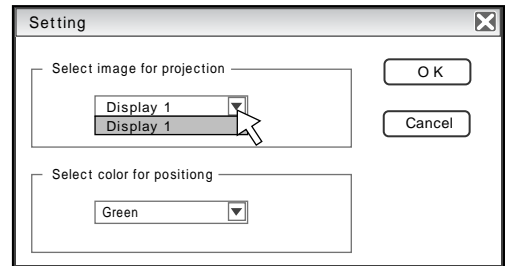 Setting
Select image for projection
OK
Display 1
Display 1
Cancel
Select color for positiong
Green